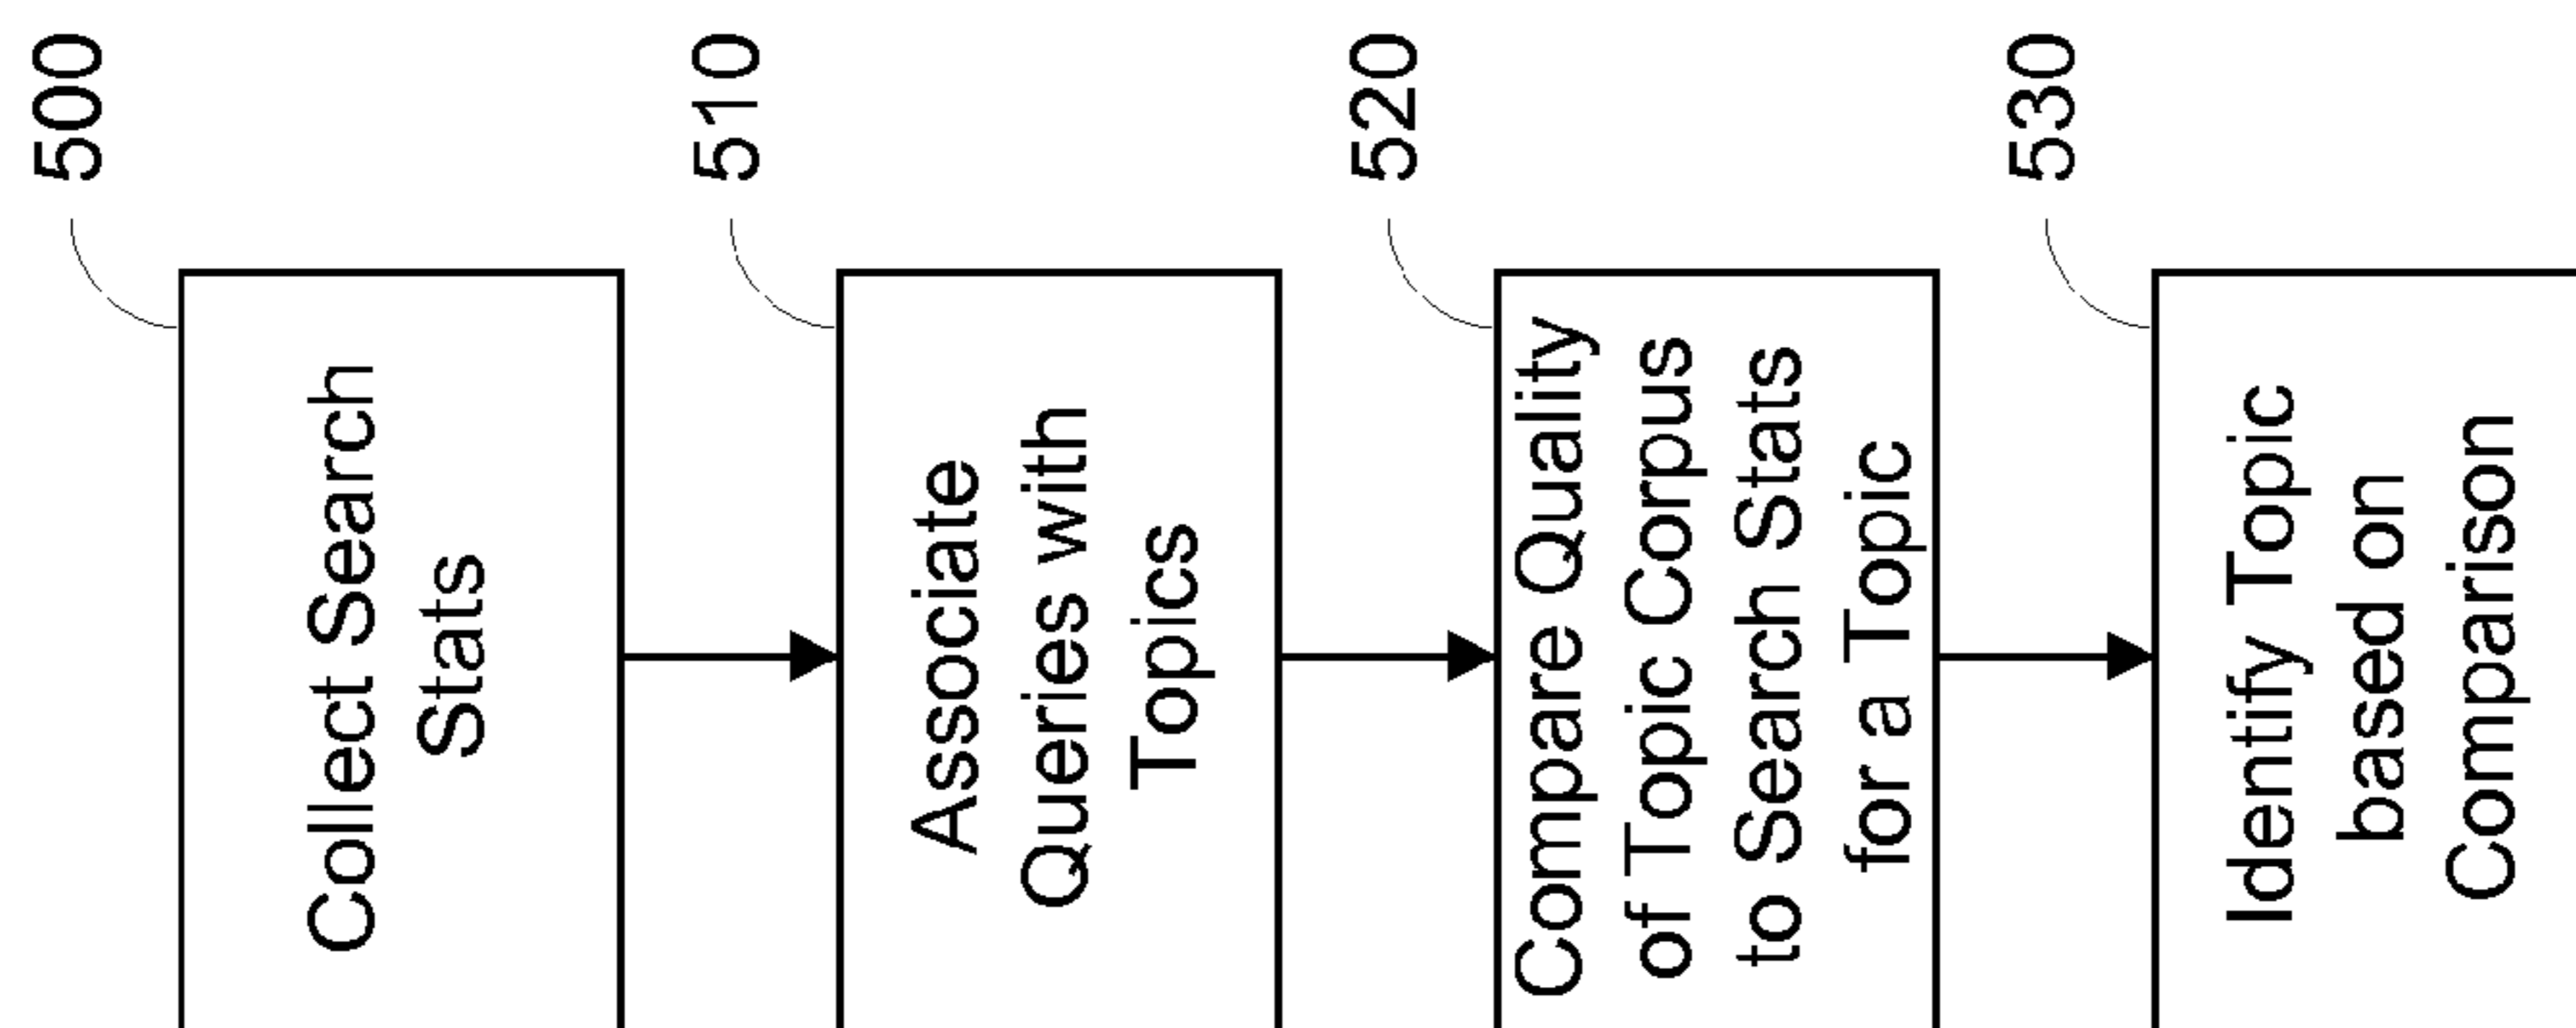 500
Collect Search
Stats
510
Associate
Queries with
Topics
520
Compare Quality
of Topic Corpus
to Search Stats
for a Topic
530
Identify Topic
based on
Comparison